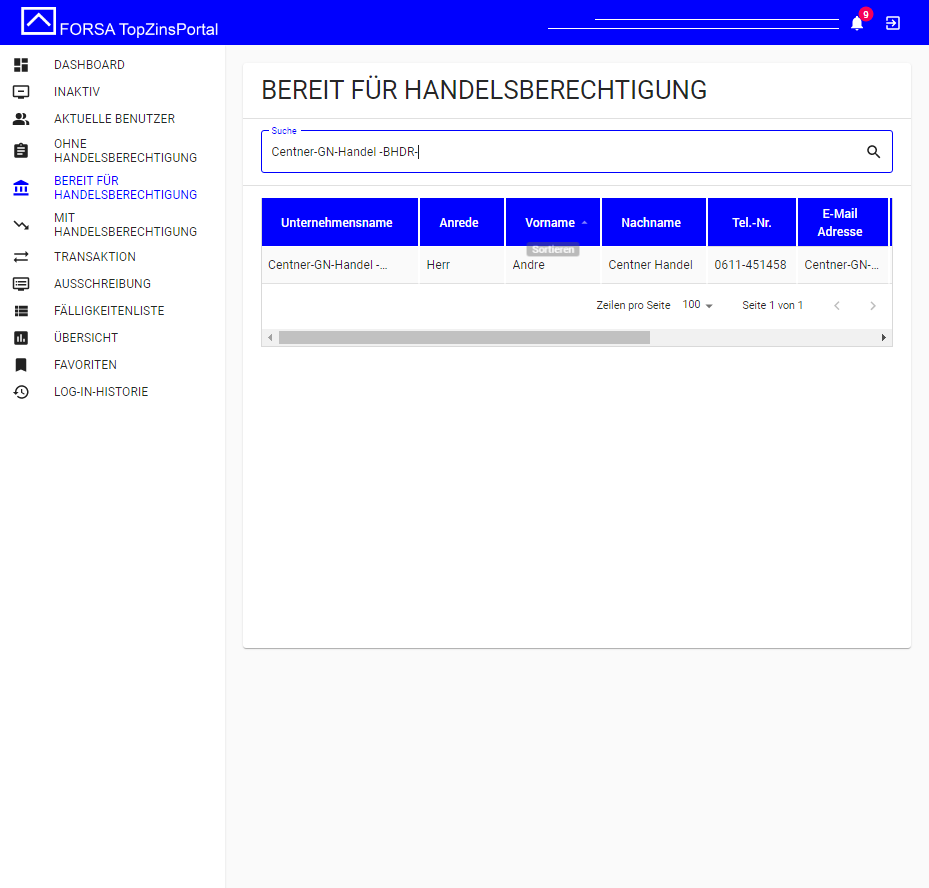 FORSA TopZinsPortal
9
DASHBOARD
INAKTIV
AKTUELLE BENUTZER
OHNE
HANDELSBERECHTIGUNG
BEREIT FÜR
HANDELSBERECHTIGUNG
MIT
HANDELSBERECHTIGUNG
TRANSAKTION
AUSSCHREIBUNG
FÄLLIGKEITENLISTE
ÜBERSICHT
FAVORITEN
LOG-IN-HISTORIE
BEREIT FÜR HANDELSBERECHTIGUNG
Suche
Centner-GN-Handel -BHDR-
Unternehmensname Anrede Vorname Nachname Tel.-Nr. E-Mail
Adresse
Sortieren
Centner-GN-Handel -... Herr Andre Centner Handel 0611-451458 Centner-GN-...
Zeilen pro Seite 100 Seite 1 von 1